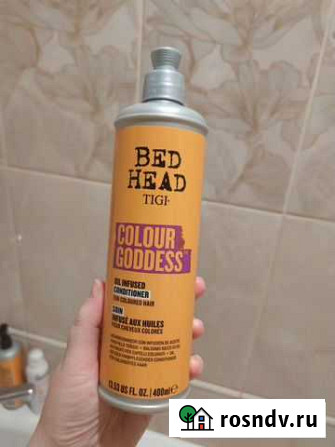 BED
HEAD
TIGI
COLOUR
GODDESS™
OIL INFUSED
CONDITIONER
FOR COLOURED HAIR
SOIN
INFUSÉ AUX HUILES
POUR CHEVEUX COLORÉS
13.53 US FL. OZ. | 400ml e
rosndv.ru